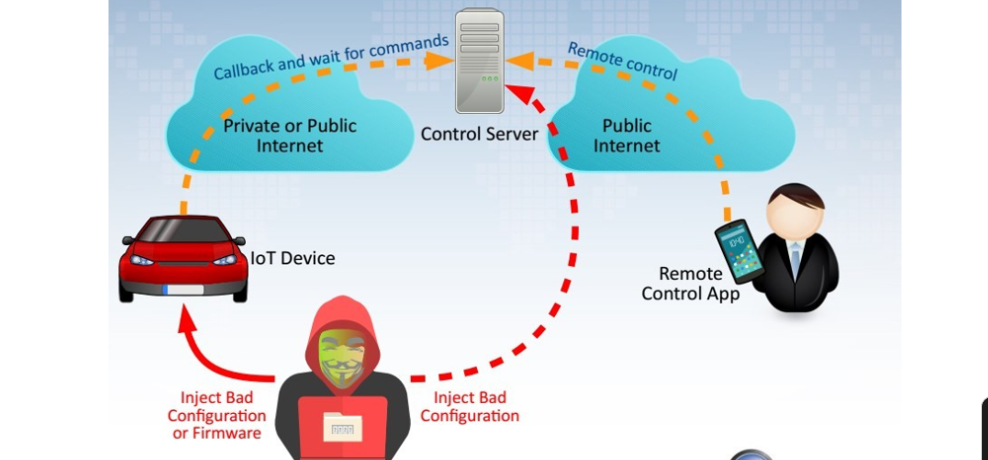 Callback and wait for commands
Remote control
Private or Public
Internet
Control Server
Public
Internet
IoT Device
Remote
Control App
Inject Bad
Configuration
or Firmware
Inject Bad
Configuration